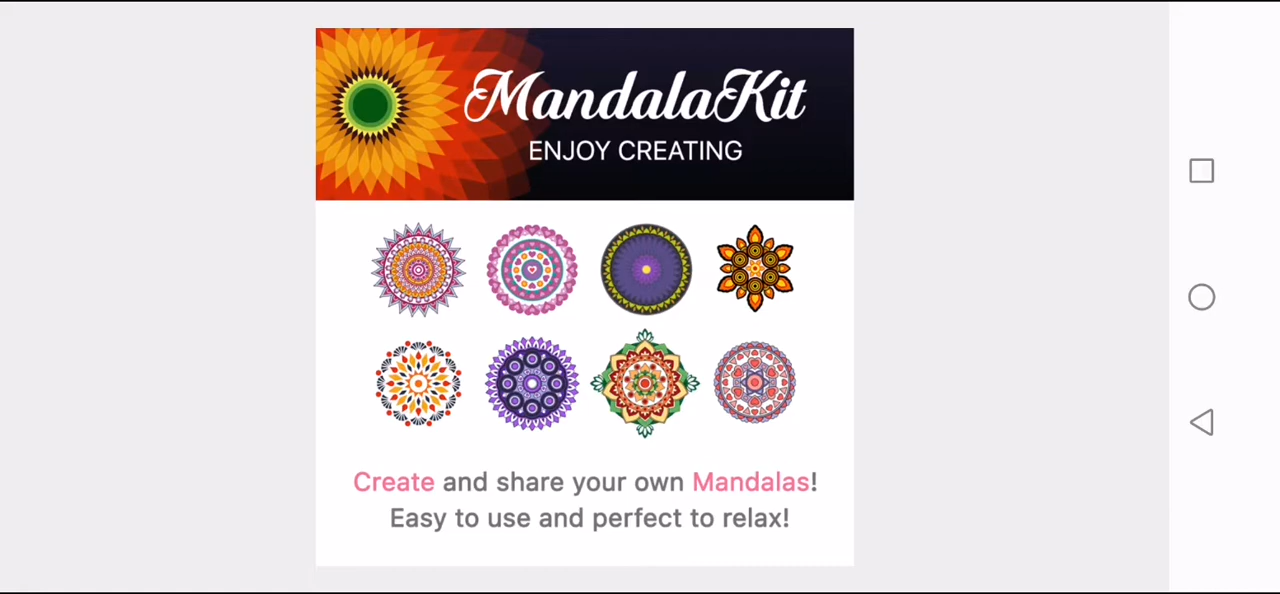 MandalaKit
ENJOY CREATING
Create and share your own Mandalas!
Easy to use and perfect to relax!